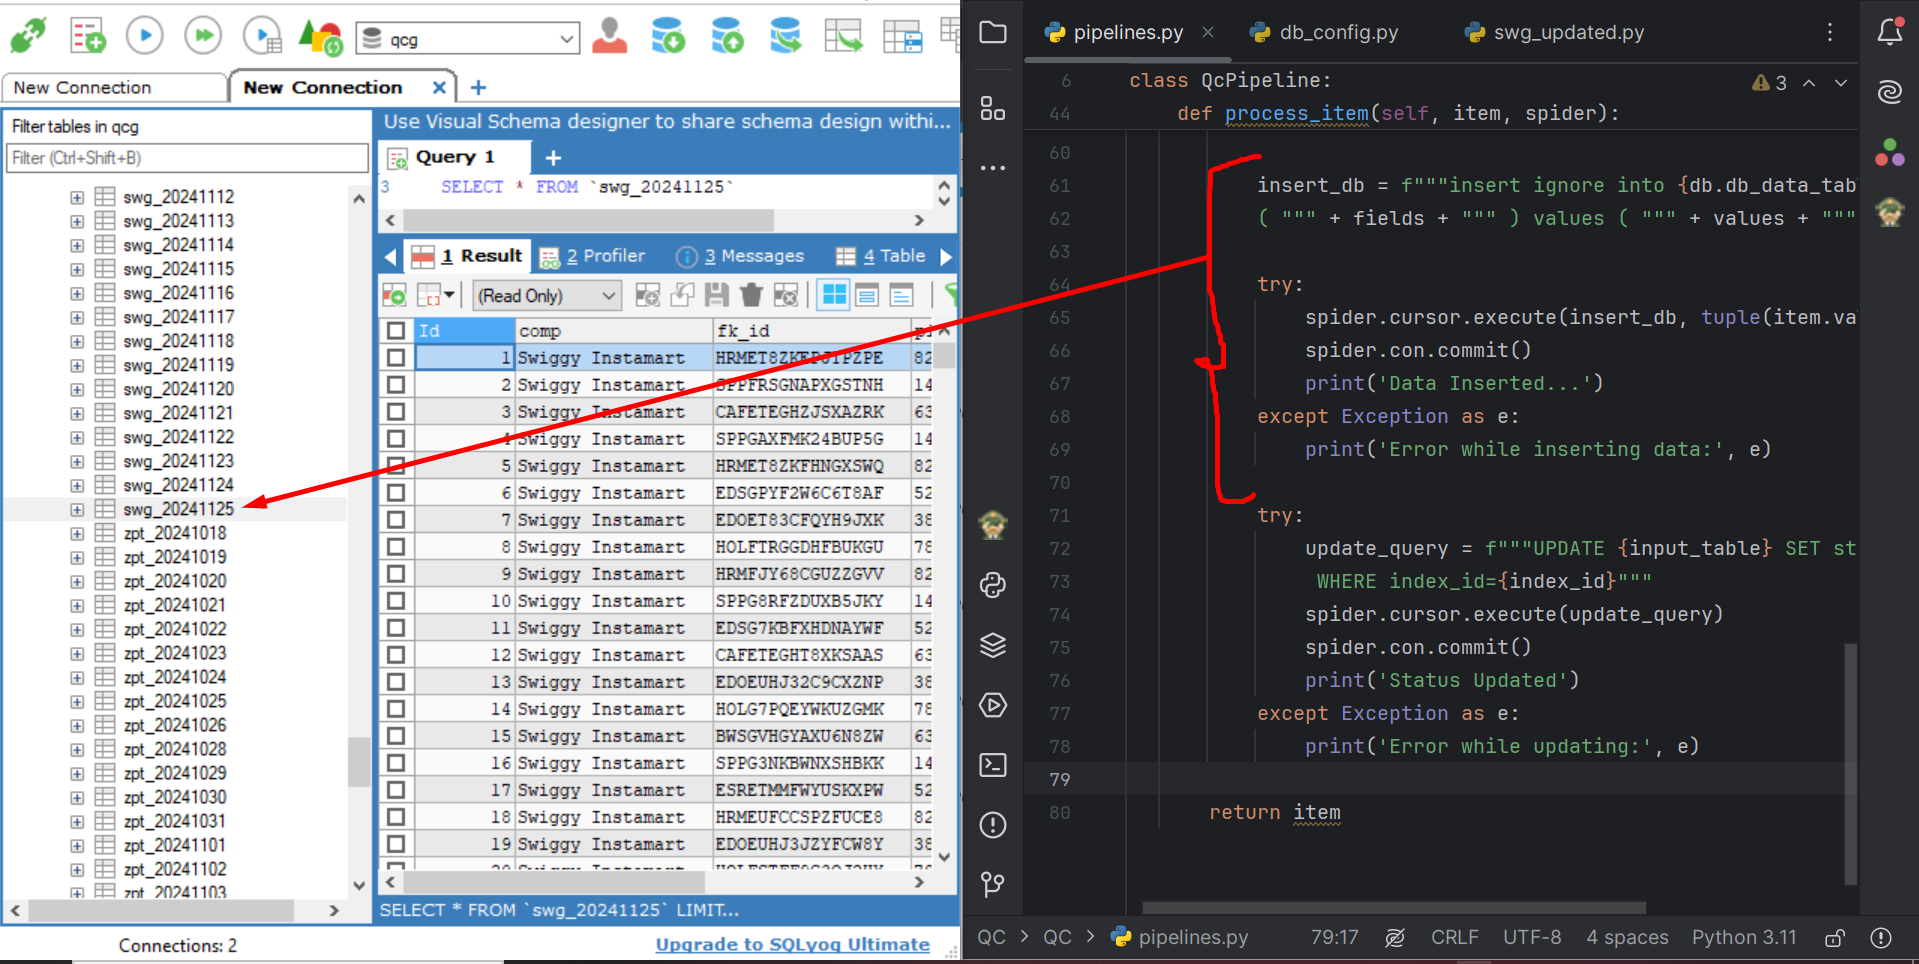 qcg
New Connection
New Connection
Filter tables in qcg
Filter (Ctrl+Shift+B)
swg_20241112
swg_20241113
swg_20241114
swg_20241115
swg_20241116
swg_20241117
swg_20241118
swg_20241119
swg_20241120
swg_20241121
swg_20241122
swg_20241123
swg_20241124
swg_20241125
zpt_20241018
zpt_20241019
zpt_20241020
zpt_20241021
zpt_20241022
zpt_20241023
zpt_20241024
zpt_20241025
zpt_20241026
zpt_20241028
zpt_20241029
zpt_20241030
zpt_20241031
zpt_20241101
zpt_20241102
zpt_20241103
Use Visual Schema designer to share schema design withi...
Query 1
3 SELECT * FROM `swg_20241125`
1 Result 2 Profiler 3 Messages 4 Table
(Read Only)
Id comp fk_id
1 Swiggy Instamart 82
2 Swiggy Instamart SPPFRSGNAPXGSTNH 14
3 Swiggy Instamart CAFETEGHZJSXAZRK 63
4 Swiggy Instamart SPPGAXFMK24BUP5G 14
5 Swiggy Instamart HRMET8ZKFHNGXSWQ 82
6 Swiggy Instamart EDSGPYF2W6C6T8AF 52
7 Swiggy Instamart EDOET83CFQYH9JXK 38
8 Swiggy Instamart HOLFTRGGDHFBUKGU 78
9 Swiggy Instamart HRMFJY68CGUZZGVV 82
10 Swiggy Instamart SPPG8RFZDUXB5JKY 14
11 Swiggy Instamart EDSG7KBFXHDNAYWF 52
12 Swiggy Instamart CAFETEGHT8XKSAAS 63
13 Swiggy Instamart EDOEUHJ32C9CXZNP 38
14 Swiggy Instamart HOLG7PQEYWKUZGMK 78
15 Swiggy Instamart BWSGVHGYAXU6N8ZW 63
16 Swiggy Instamart SPPG3NKBWNXSHBKK 14
17 Swiggy Instamart ESRETMMFWYUSKXPW 52
18 Swiggy Instamart HRMEUFCCSPZFUCE8 82
19 Swiggy Instamart EDOEUHJ3JZYFCW8Y 38
SELECT * FROM `swg_20241125` LIMIT...
Connections: 2
Upgrade to SQLyog Ultimate
pipelines.py db_config.py swg_updated.py
6 class QcPipeline: 3
44 def process_item(self, item, spider):
60
61 insert_db = f"""insert ignore into {db.db_data_tab
62 ( """ + fields + """ ) values ( """ + values + """
63
64 try:
65 spider.cursor.execute(insert_db, tuple(item.va
66 spider.con.commit()
67 print('Data Inserted...')
68 except Exception as e:
69 print('Error while inserting data:', e)
70
71 try:
72 update_query = f"""UPDATE {input_table} SET st
73 WHERE index_id={index_id}"""
74 spider.cursor.execute(update_query)
75 spider.con.commit()
76 print('Status Updated')
77 except Exception as e:
78 print('Error while updating:', e)
79
80 return item
QC > QC > pipelines.py 79:17 CRLF UTF-8 4 spaces Python 3.11